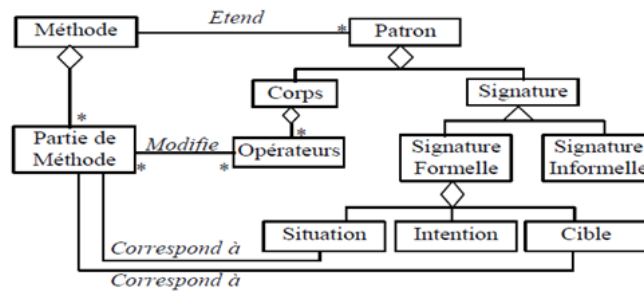 Etend
Méthode
*
Patron
Corps
Signature
*
*
Partie de
Méthode
Modifie
*
*
Opérateurs
Signature
Formelle
Signature
Informelle
Situation
Intention
Cible
Correspond à
Correspond à